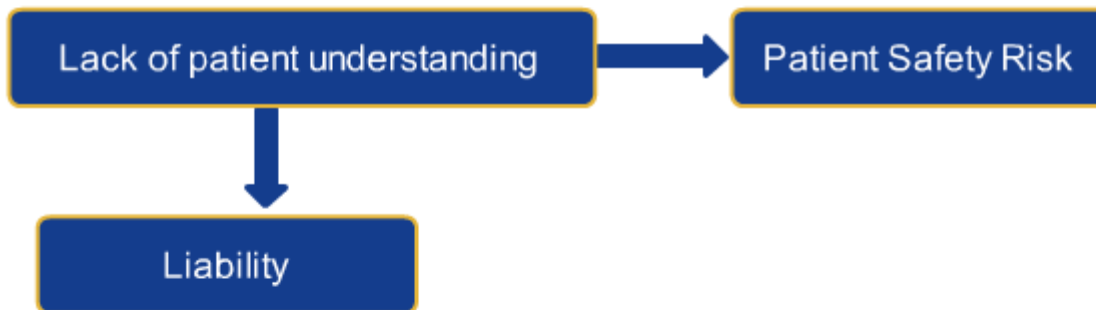 Lack of patient understanding
Patient Safety Risk
Liability